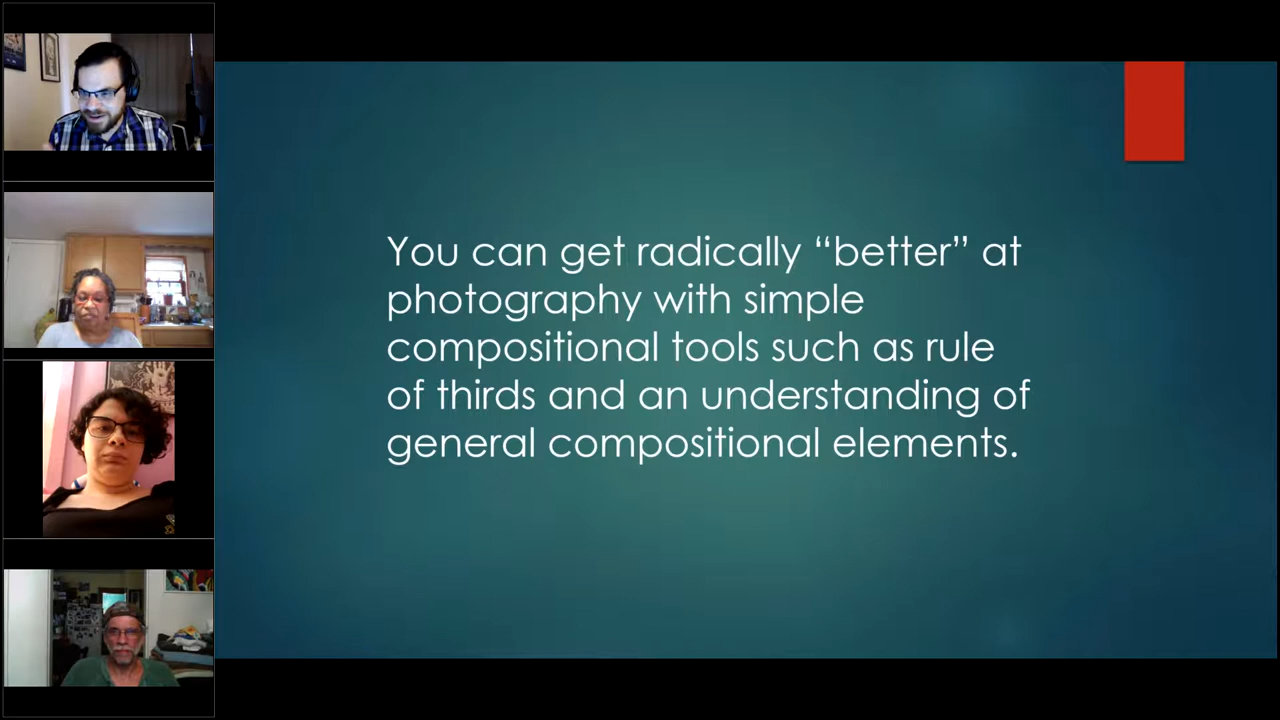 You can get radically “better” at
photography with simple
compositional tools such as rule
of thirds and an understanding of
general compositional elements.